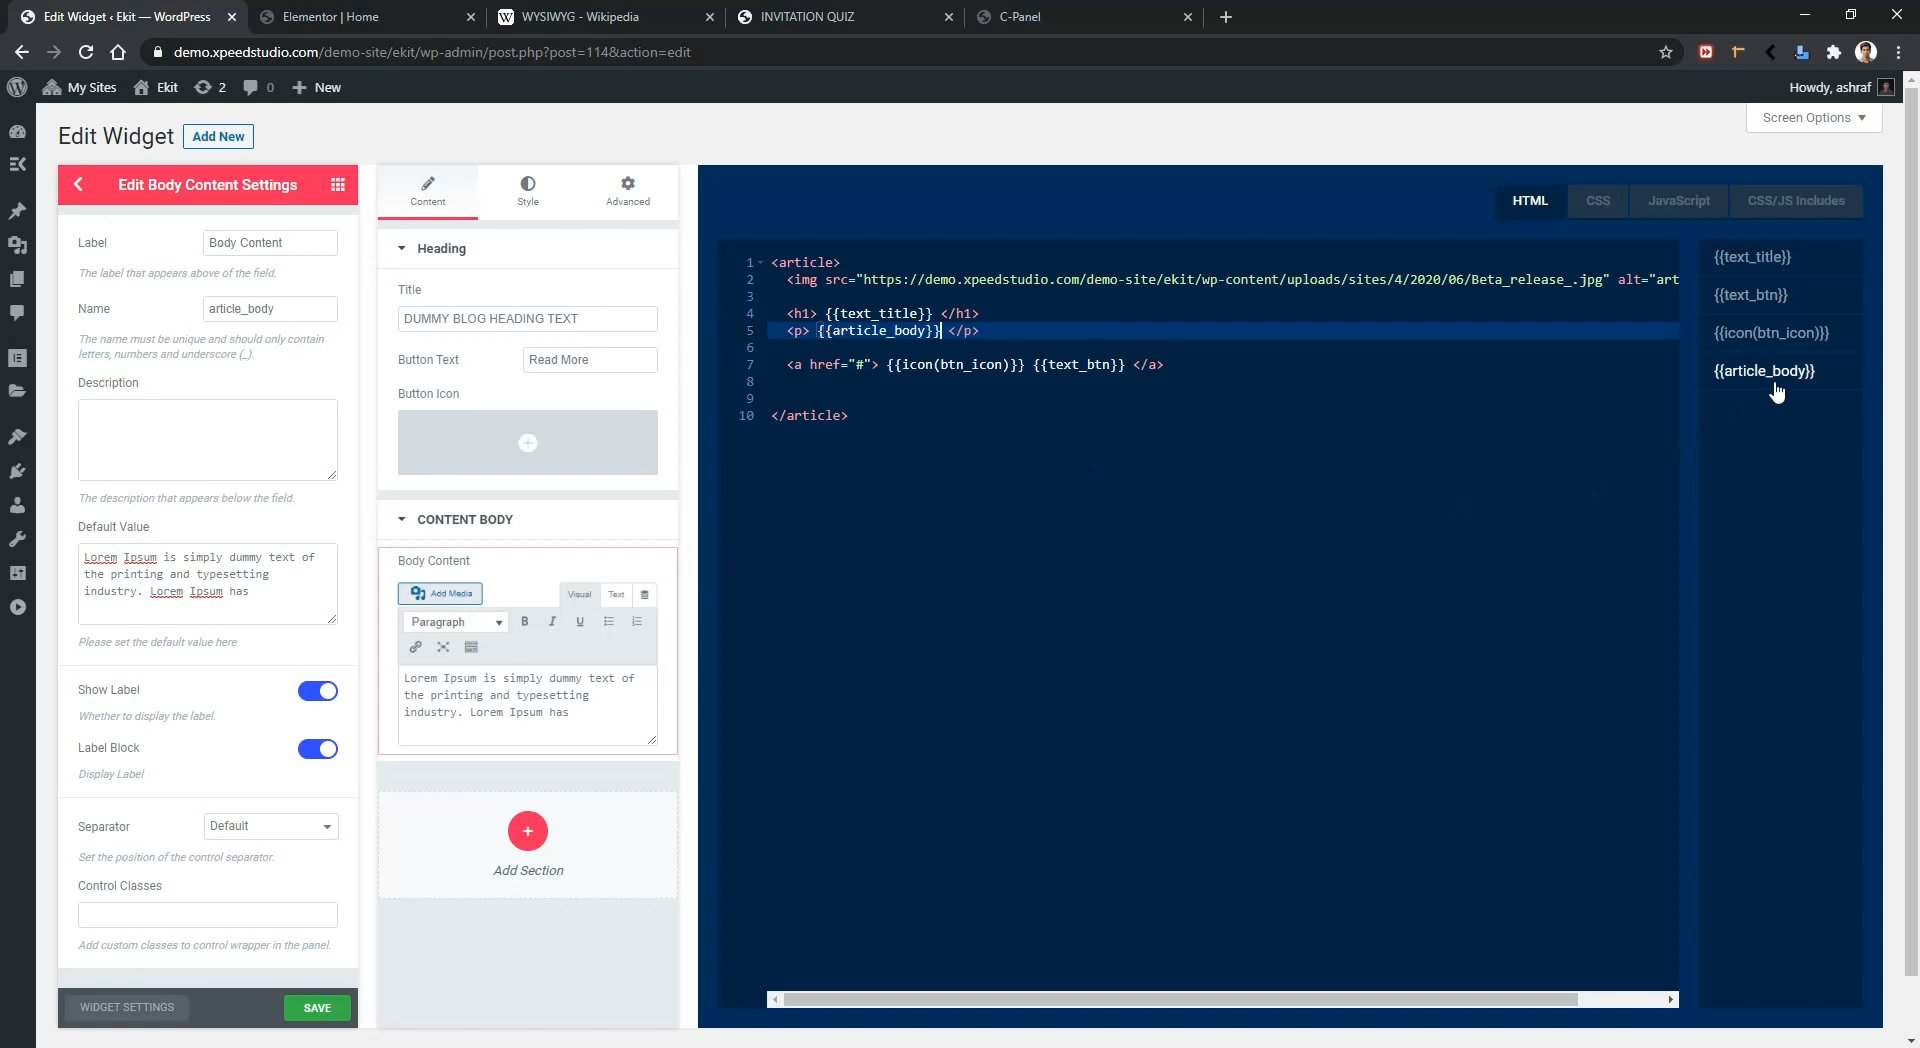 Edit Widget ‹ Ekit — WordPress
Elementor | Home
W WYSIWYG - Wikipedia
INVITATION QUIZ
C-Panel
demo.xpeedstudio.com/demo-site/ekit/wp-admin/post.php?post=114&action=edit
My Sites
Ekit
2
0
New
Howdy, ashraf
Edit Widget
Add New
Screen Options
Edit Body Content Settings
Label
Body Content
The label that appears above of the field.
Name
article_body
The name must be unique and should only contain
letters, numbers and underscore (_).
Description
The description that appears below the field.
Default Value
Lorem Ipsum is simply dummy text of
the printing and typesetting
industry. Lorem Ipsum has
Please set the default value here
Show Label
Whether to display the label.
Label Block
Display Label
Separator
Default
Set the position of the control separator.
Control Classes
Add custom classes to control wrapper in the panel.
WIDGET SETTINGS
SAVE
Content
Style
Advanced
Heading
Title
DUMMY BLOG HEADING TEXT
Button Text
Read More
Button Icon
CONTENT BODY
Body Content
Add Media
Visual
Text
Paragraph
B
I
U
Lorem Ipsum is simply dummy text of
the printing and typesetting
industry. Lorem Ipsum has
Add Section
HTML
CSS
JavaScript
CSS/JS Includes
1 <article>
2 <img src="https://demo.xpeedstudio.com/demo-site/ekit/wp-content/uploads/sites/4/2020/06/Beta_release_.jpg" alt="art
3
4 <h1> {{text_title}} </h1>
5 <p> {{article_body}} </p>
6
7 <a href="#"> {{icon(btn_icon)}} {{text_btn}} </a>
8
9
10 </article>
{{text_title}}
{{text_btn}}
{{icon(btn_icon)}}
{{article_body}}